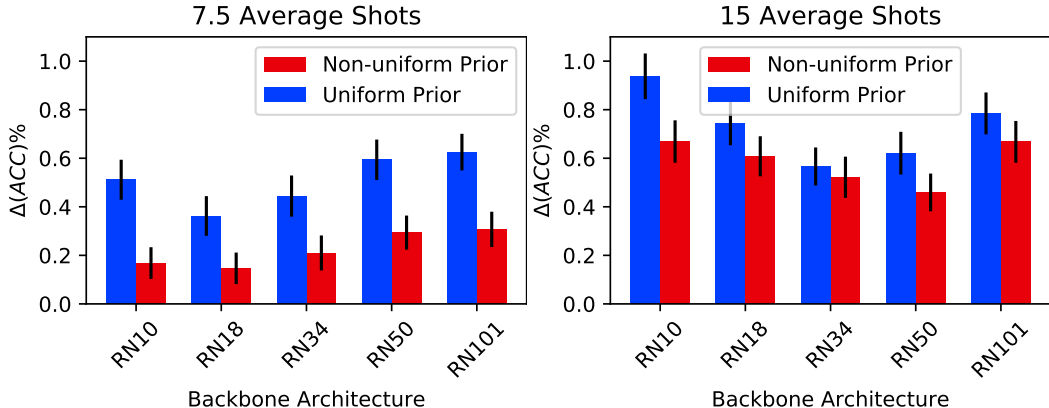 7.5 Average Shots
Δ(ACC)%
1.0
0.8
0.6
0.4
0.2
0.0
Non-uniform Prior
Uniform Prior
RN10
RN18
RN34
RN50
RN101
Backbone Architecture
15 Average Shots
Δ(ACC)%
1.0
0.8
0.6
0.4
0.2
0.0
Non-uniform Prior
Uniform Prior
RN10
RN18
RN34
RN50
RN101
Backbone Architecture